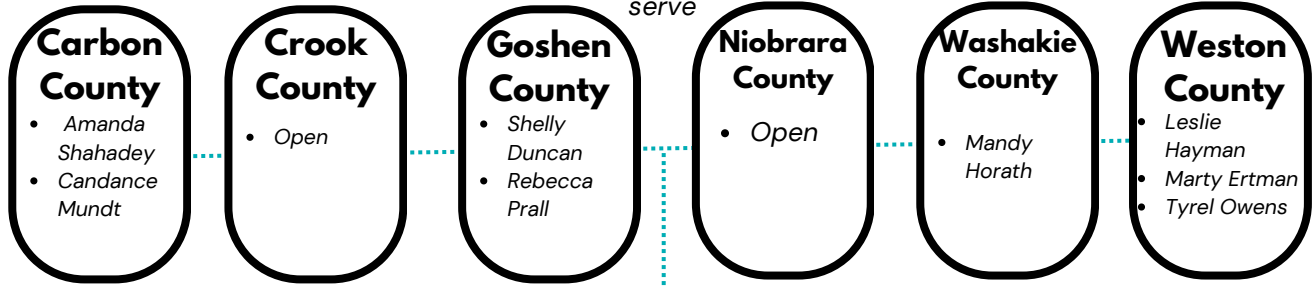 serve
Carbon
County
• Amanda
Shahadey
• Candance
Mundt
Crook
County
• Open
Goshen
County
• Shelly
Duncan
• Rebecca
Prall
Niobrara
County
• Open
Washakie
County
• Mandy
Horath
Weston
County
• Leslie
Hayman
• Marty Ertman
• Tyrel Owens